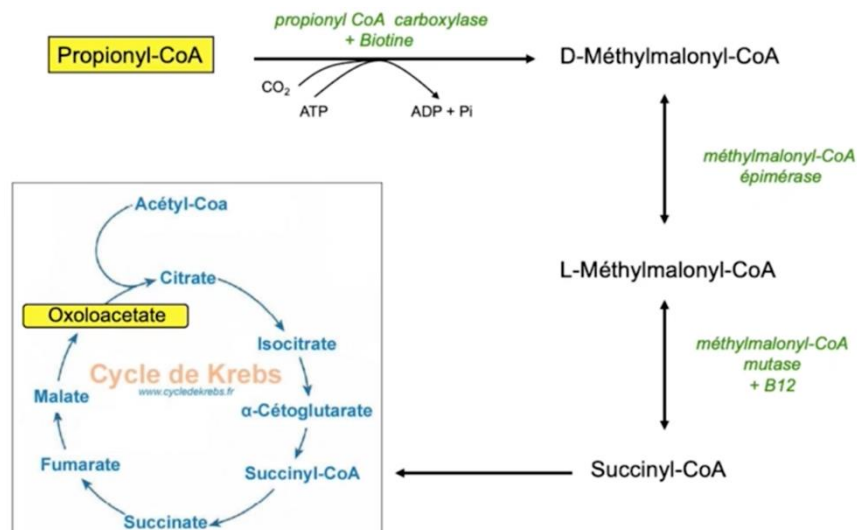 propionyl CoA carboxylase
+ Biotine
Propionyl-CoA
D-Méthylmalonyl-CoA
CO₂
ATP
ADP + Pi
méthylmalonyl-CoA
épimérase
L-Méthylmalonyl-CoA
méthylmalonyl-CoA
mutase
+ B12
Succinyl-CoA
Acétyl-Coa
Citrate
Oxoloacetate
Isocitrate
Cycle de Krebs
www.cycledekrebs.fr
Malate
α-Cétoglutarate
Fumarate
Succinyl-CoA
Succinate